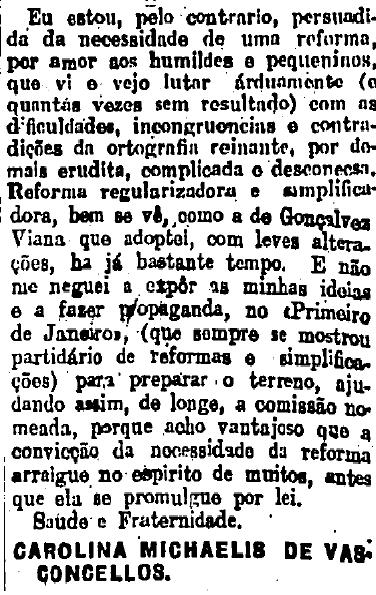 Eu estou, pelo contrario, persuadi-
da da necessidade de uma reforma,
por amor aos humildes e pequeninos,
que vi e vejo lutar árduamente (e
quantas vezes sem resultado) com as
dificuldades, incongruencias e contra-
dições da ortografia reinante, por de-
mais erudita, complicada e desconecsa.
Reforma regularizadora e simplifica-
dora, bem se vê, como a de Gonçalvez
Viana que adoptei, com leves altera-
ções, ha já bastante tempo. E não
me neguei a expôr as minhas ideias
e a fazer propaganda, no «Primeiro
de Janeiro», (que sempre se mostrou
partidário de reformas e simplifica-
ções) para preparar o terreno, aju-
dando assim, de longe, a comissão no-
meada, porque acho vantajoso que a
convicção da necessidade da reforma
arraigue no espirito de muitos, antes
que ela se promulgue por lei.
Saude e Fraternidade.
CAROLINA MICHAELIS DE VAS-
CONCELLOS.